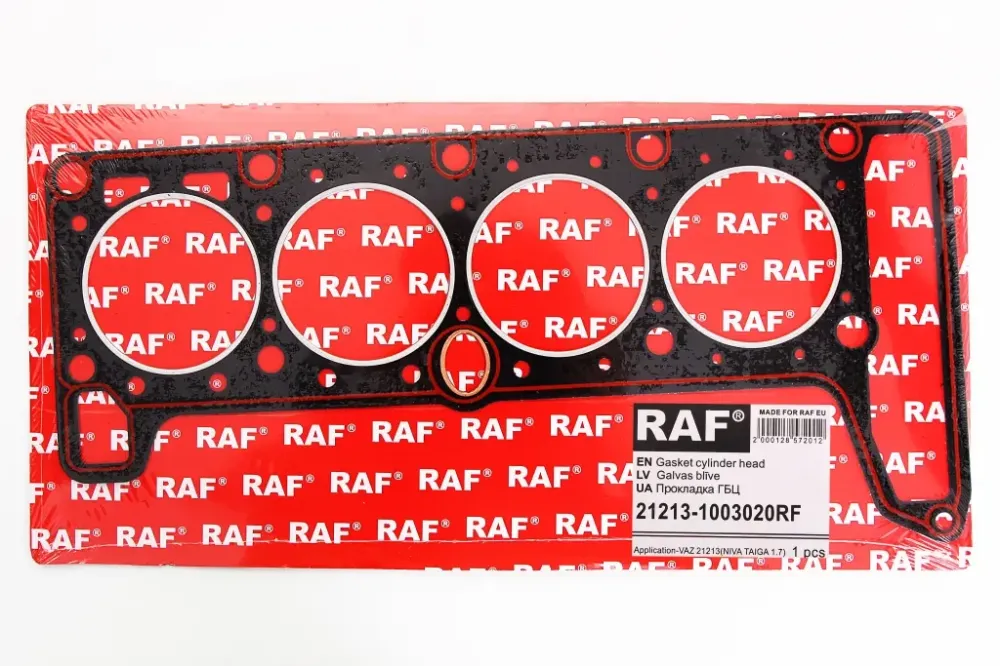 RAF®
MADE FOR RAF EU
2000128572012
EN Gasket cylinder head
LV Galvas blīve
UA Прокладка ГБЦ
21213-1003020RF
Application-VAZ 21213(NIVA TAIGA 1.7) 1 DCS